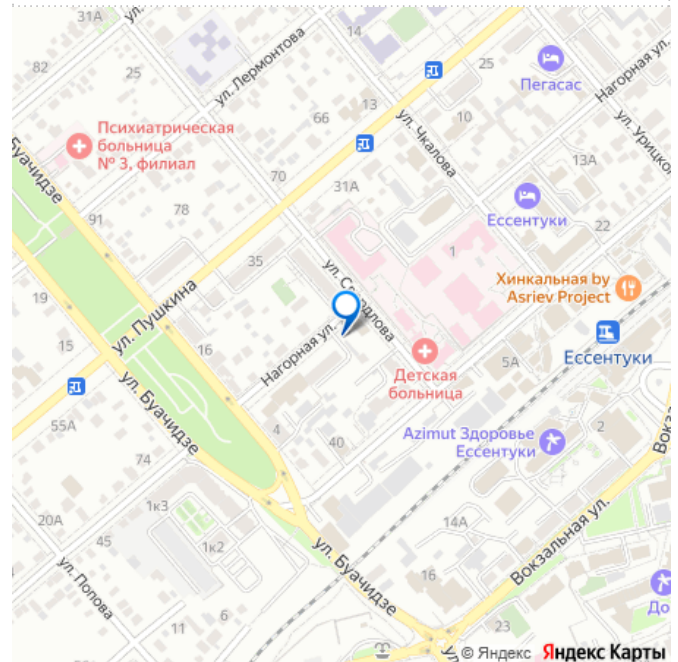 31А
14
ул. Лермонтова
82
25
25
Пегасас
Нагорная ул.
Психиатрическая
больница
№ 3, филиал
66
13
ул. Чкалова
10
ул. Урицко
Буачидзе
70
31А
13А
91
78
Ессентуки
22
1
35
ул. С
рдлова
Хинкальная by
Asriev Project
19
ул. Пушкина
15
16
Нагорная ул.
5А
Ессентуки
Детская
больница
ул. Буачидзе
55А
4
40
Azimut Здоровье
Ессентуки
2
Вокз
74
1к3
20А
45
1к2
14А
Вокзальная ул.
ул. Попова
ул. Буачидзе
16
До
6
11
23
ул
© Яндекс Яндекс Карты